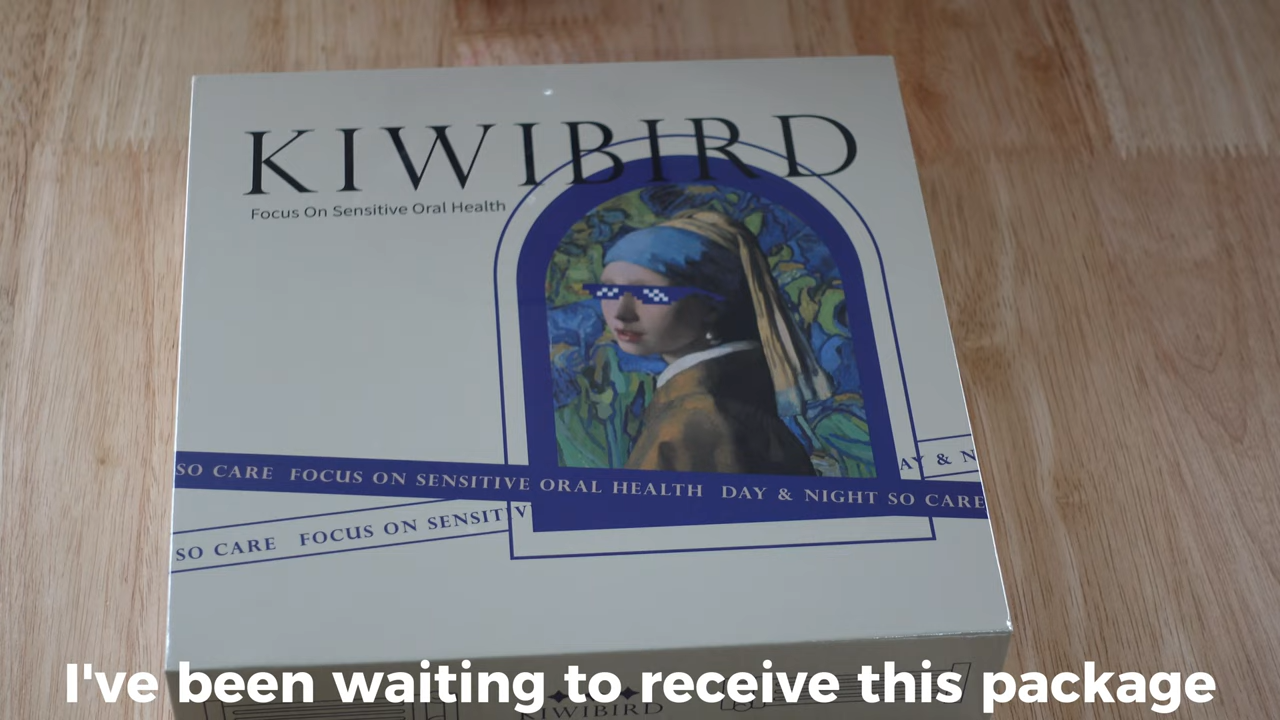 KIWIBIRD
Focus On Sensitive Oral Health
SO CARE FOCUS ON SENSITIVE ORAL HEALTH DAY & NIGHT SO CARE
AY & N
SO CARE FOCUS ON SENSITIV
I've been waiting to receive this package
KIWIBIRD